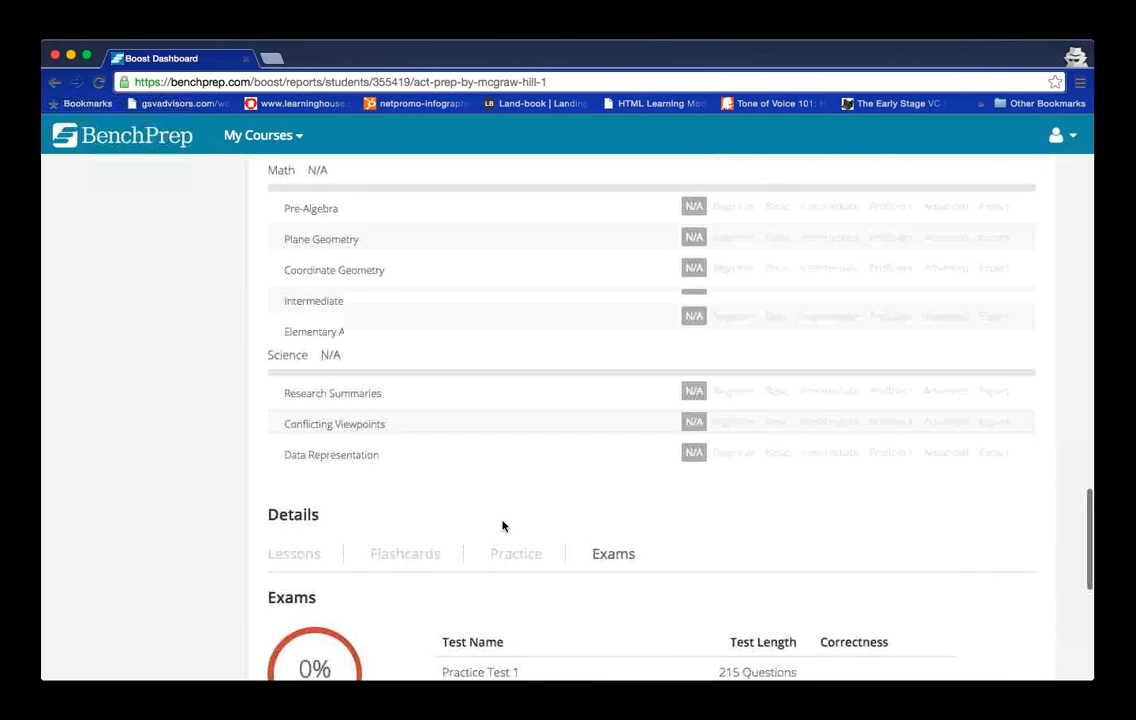 Boost Dashboard
https://benchprep.com/boost/reports/students/355419/act-prep-by-mcgraw-hill-1
Bookmarks gsvadvisors.com/w www.learninghouse. netpromo-infograph LB Land-book | Landing HTML Learning Mo Tone of Voice 101: The Early Stage VC » Other Bookmarks
BenchPrep My Courses
Math N/A
Pre-Algebra N/A
Plane Geometry N/A
Coordinate Geometry N/A
Intermediate
N/A
Elementary A
Science N/A
Research Summaries N/A
Conflicting Viewpoints N/A
Data Representation N/A
Details
Lessons Flashcards Practice Exams
Exams
Test Name Test Length Correctness
0%
Practice Test 1 215 Questions